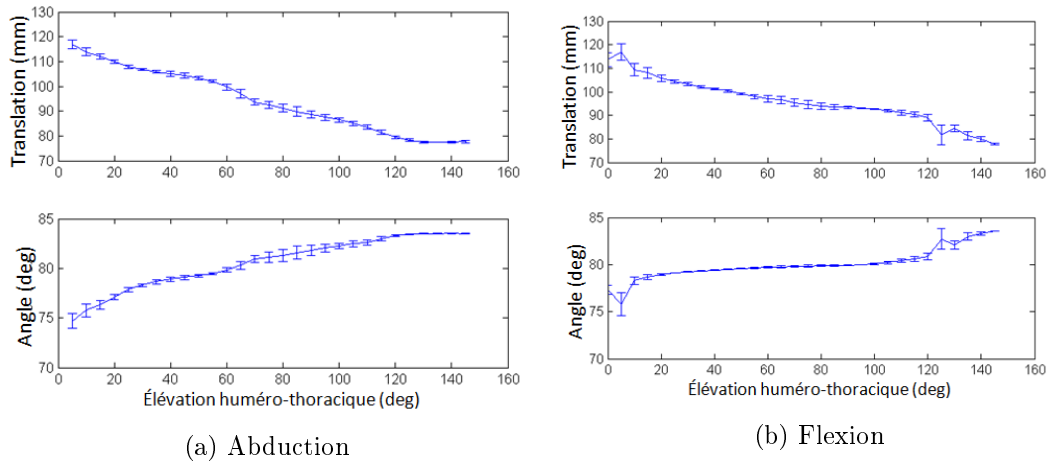 130
120
110
100
90
80
70
Translation (mm)
0 20 40 60 80 100 120 140 160
85
80
75
70
Angle (deg)
0 20 40 60 80 100 120 140 160
Élévation huméro-thoracique (deg)
(a) Abduction
130
120
110
100
90
80
70
Translation (mm)
0 20 40 60 80 100 120 140 160
85
80
75
70
Angle (deg)
0 20 40 60 80 100 120 140 160
Élévation huméro-thoracique (deg)
(b) Flexion